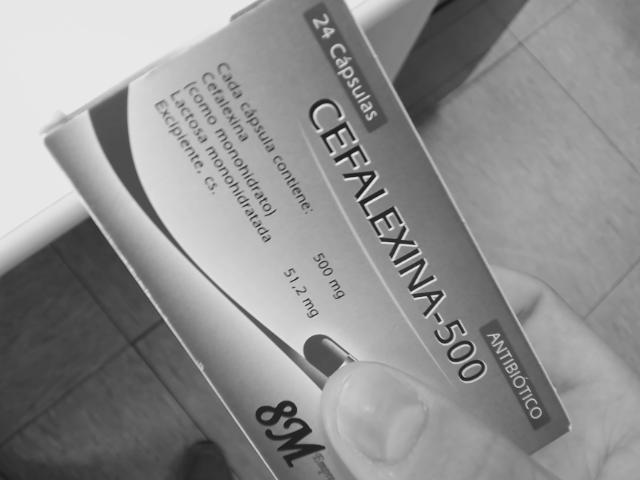 24 Cápsulas
CEFALEXINA-500
ANTIBIÓTICO
Cada cápsula contiene:
Cefalexina
(como monohidrato) 500 mg
Lactosa monohidratada 51,2 mg
Excipiente, cs.
8M